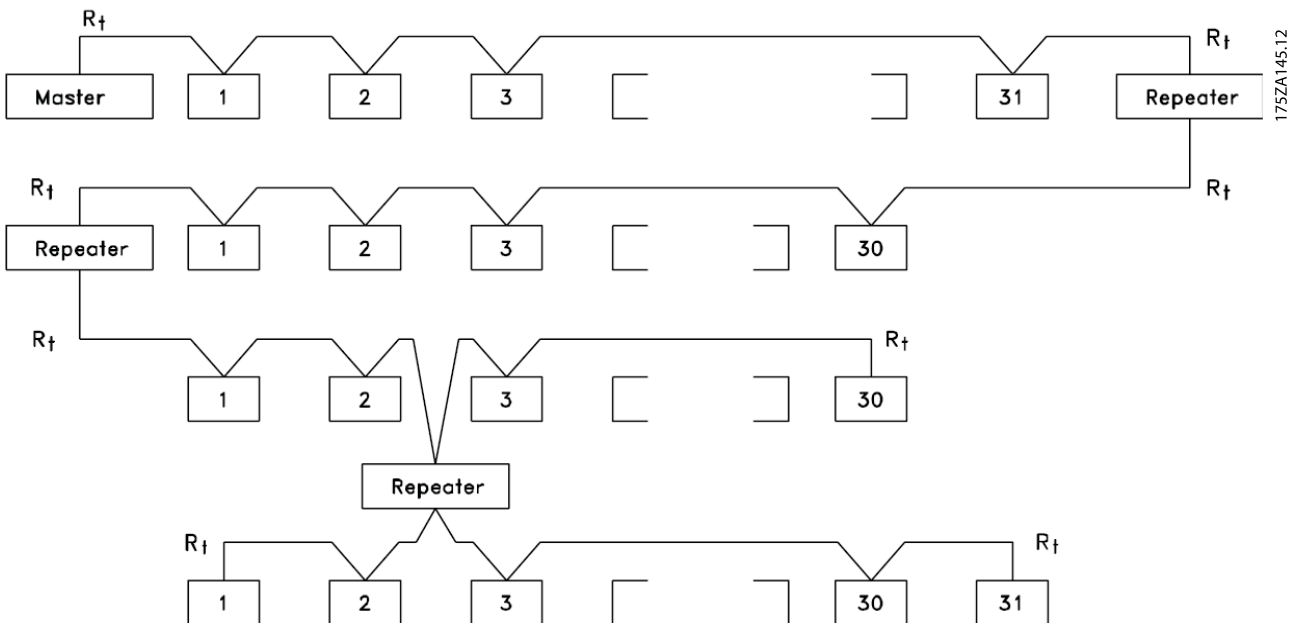 Rt
Rt
175ZA145.12
Master 1 2 3 31 Repeater
Rt
Rt
Repeater 1 2 3 30
Rt
Rt
1 2 3 30
Repeater
Rt
Rt
1 2 3 30 31